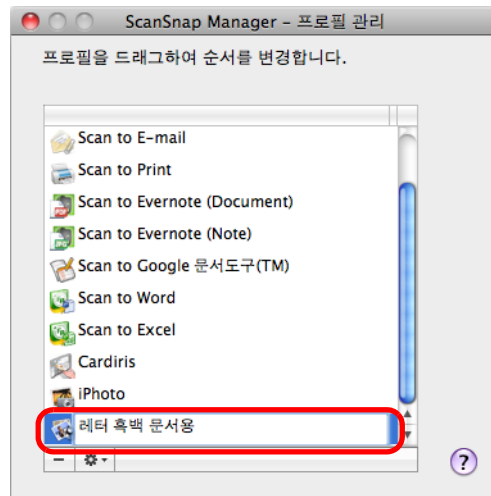 ScanSnap Manager – 프로필 관리
프로필을 드래그하여 순서를 변경합니다.
Scan to E-mail
Scan to Print
Scan to Evernote (Document)
Scan to Evernote (Note)
Scan to Google 문서도구(TM)
Scan to Word
Scan to Excel
Cardiris
iPhoto
레터 흑백 문서용
?